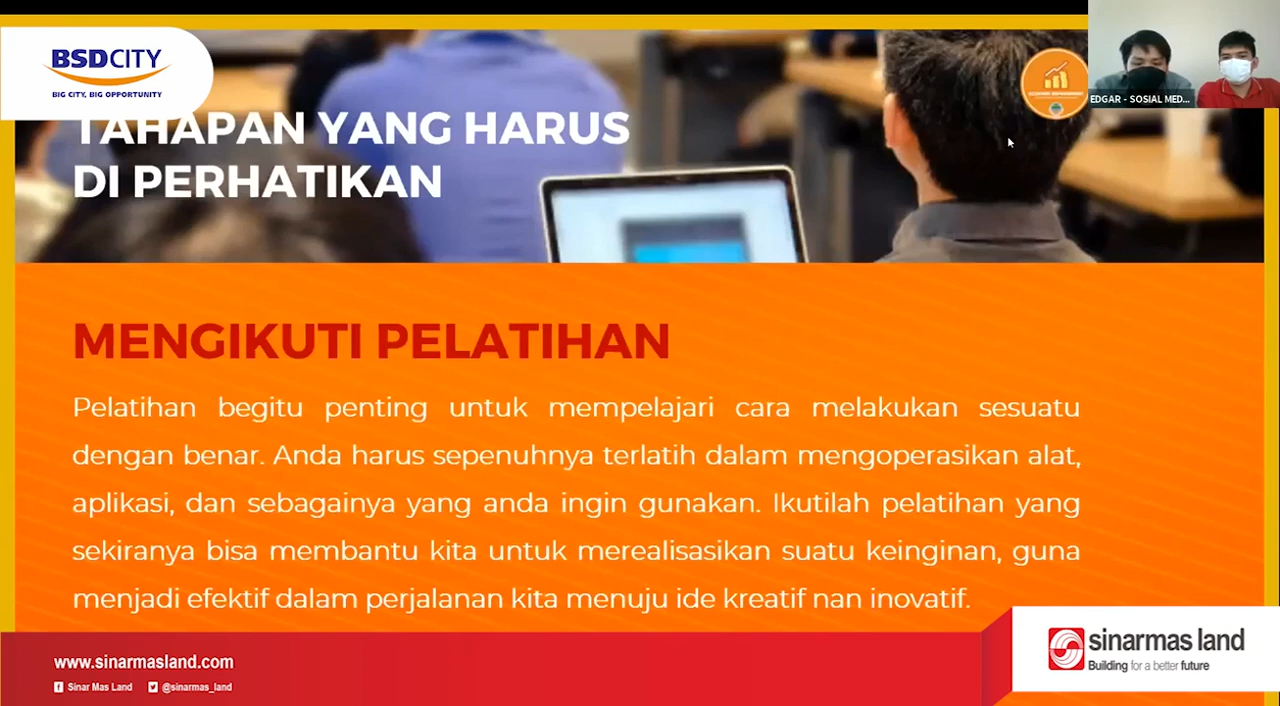 BSDCITY
BIG CITY, BIG OPPORTUNITY
EDGAR - SOSIAL MED...
TAHAPAN YANG HARUS
DI PERHATIKAN
MENGIKUTI PELATIHAN
Pelatihan begitu penting untuk mempelajari cara melakukan sesuatu
dengan benar. Anda harus sepenuhnya terlatih dalam mengoperasikan alat,
aplikasi, dan sebagainya yang anda ingin gunakan. Ikutilah pelatihan yang
sekiranya bisa membantu kita untuk merealisasikan suatu keinginan, guna
menjadi efektif dalam perjalanan kita menuju ide kreatif nan inovatif.
www.sinarmasland.com
Sinar Mas Land @sinarmas_land
sinarmas land
Building for a better future